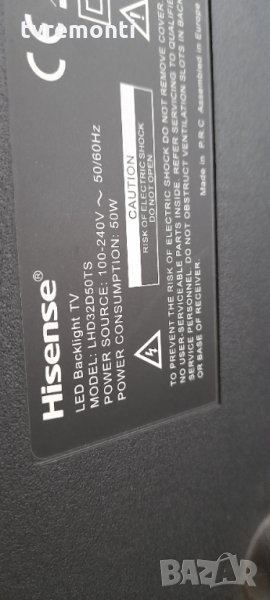 tvremonti
CE
Hisense®
LED Backlight TV
MODEL: LHD32D50TS
POWER SOURCE: 100-240V ~ 50/60Hz
POWER CONSUMPTION: 50W
CAUTION
RISK OF ELECTRIC SHOCK
DO NOT OPEN
TO PREVENT THE RISK OF ELECTRIC SHOCK DO NOT REMOVE COVER.
NO USER-SERVICEABLE PARTS INSIDE. REFER SERVICING TO QUALIFIED
SERVICE PERSONNEL. DO NOT OBSTRUCT VENTILATION SLOTS IN BACK
OR BASE OF RECEIVER.
Made in P.R.C Assembled in Europe
BAZAR